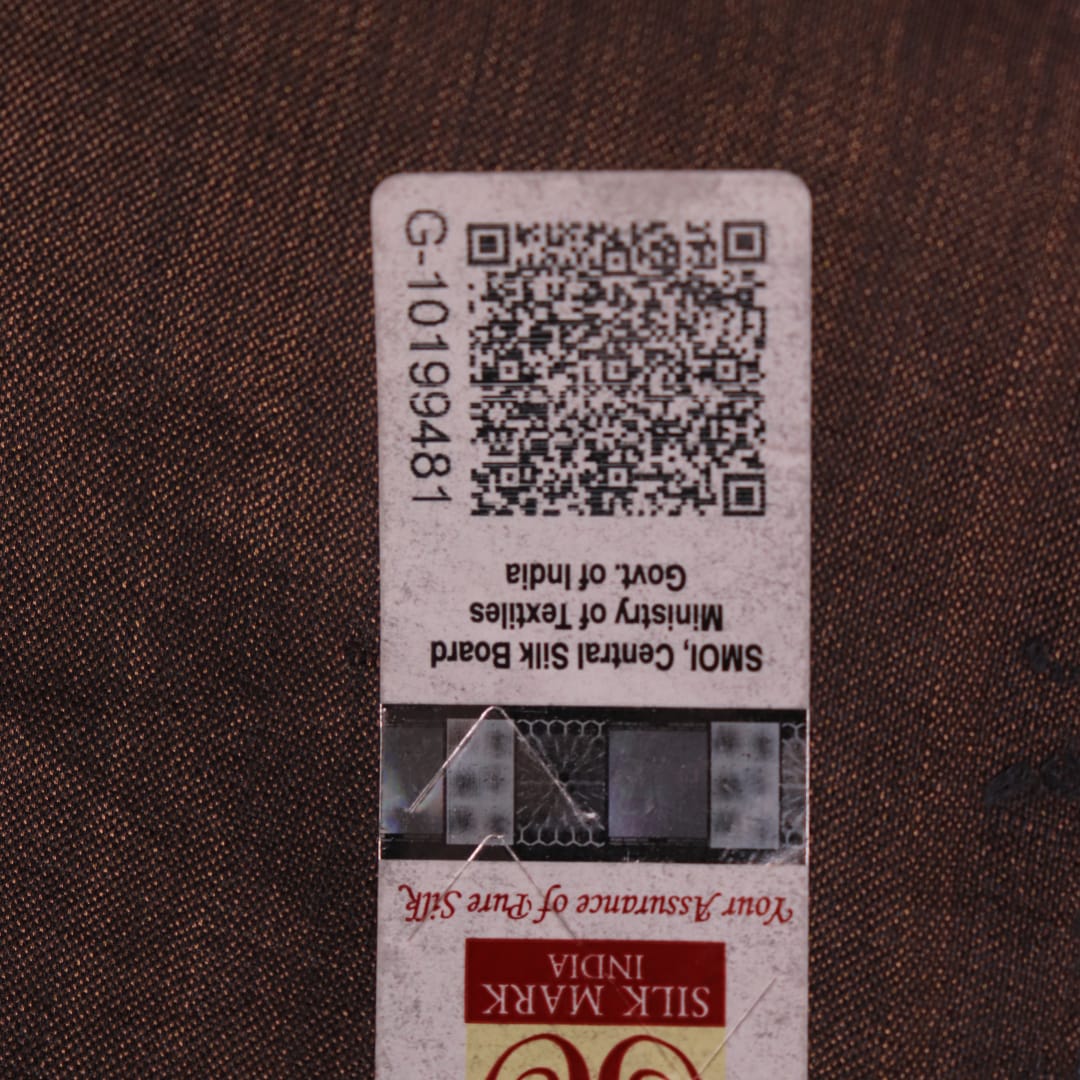 SILK MARK
INDIA
Your Assurance of Pure Silk
SMOI, Central Silk Board
Ministry of Textiles
Govt. of India
G-10199481